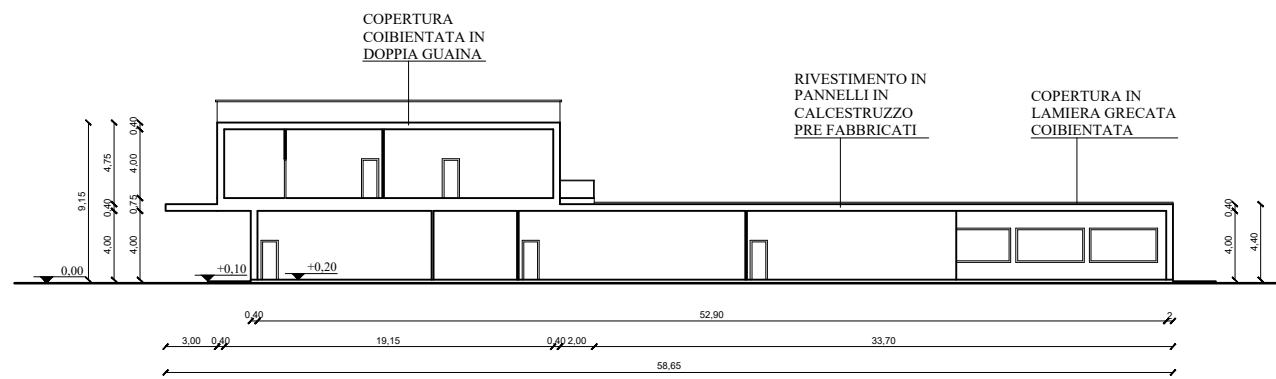 COPERTURA
COIBIENTATA IN
DOPPIA GUAINA
RIVESTIMENTO IN
PANNELLI IN
CALCESTRUZZO
PRE FABBRICATI
COPERTURA IN
LAMIERA GRECATA
COIBIENTATA
9,15
4,75
0,40
4,00
0,40
4,00
0,75
4,00
0,40
4,00
4,40
0,00
+0,10
+0,20
0,40
52,90
2
3,00
0,40
19,15
0,40
2,00
33,70
58,65